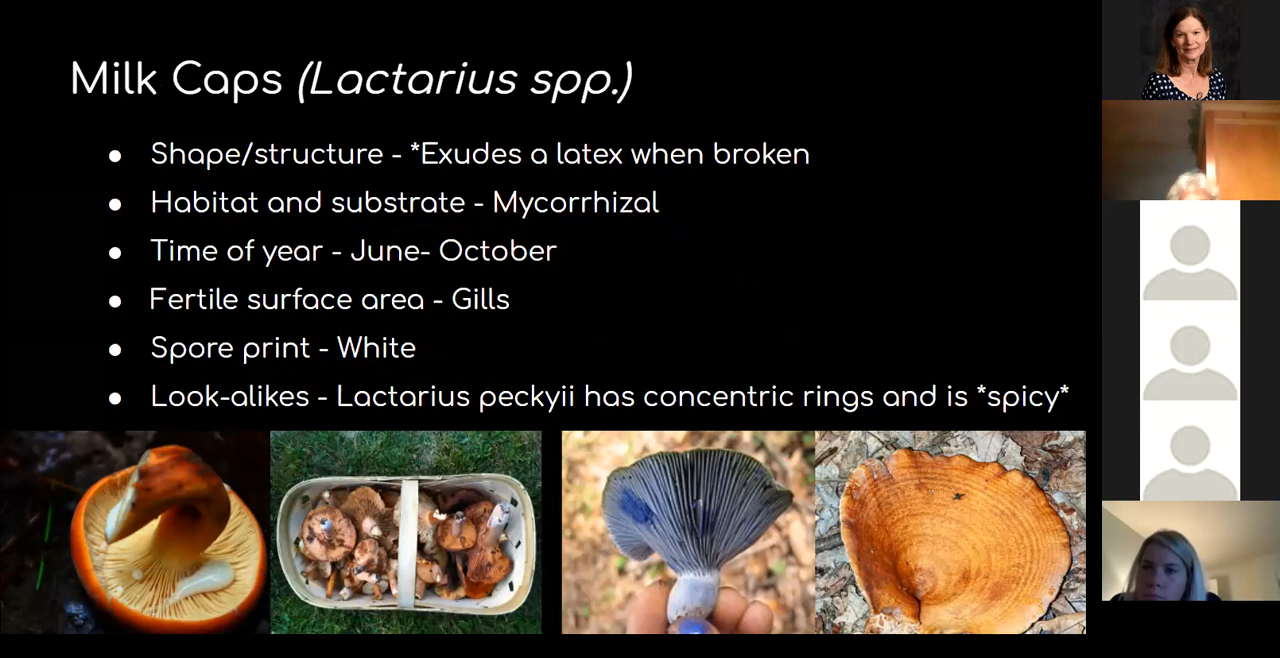 Milk Caps (Lactarius spp.)
● Shape/structure - *Exudes a latex when broken
● Habitat and substrate - Mycorrhizal
● Time of year - June- October
● Fertile surface area - Gills
● Spore print - White
● Look-alikes - Lactarius peckyii has concentric rings and is *spicy*